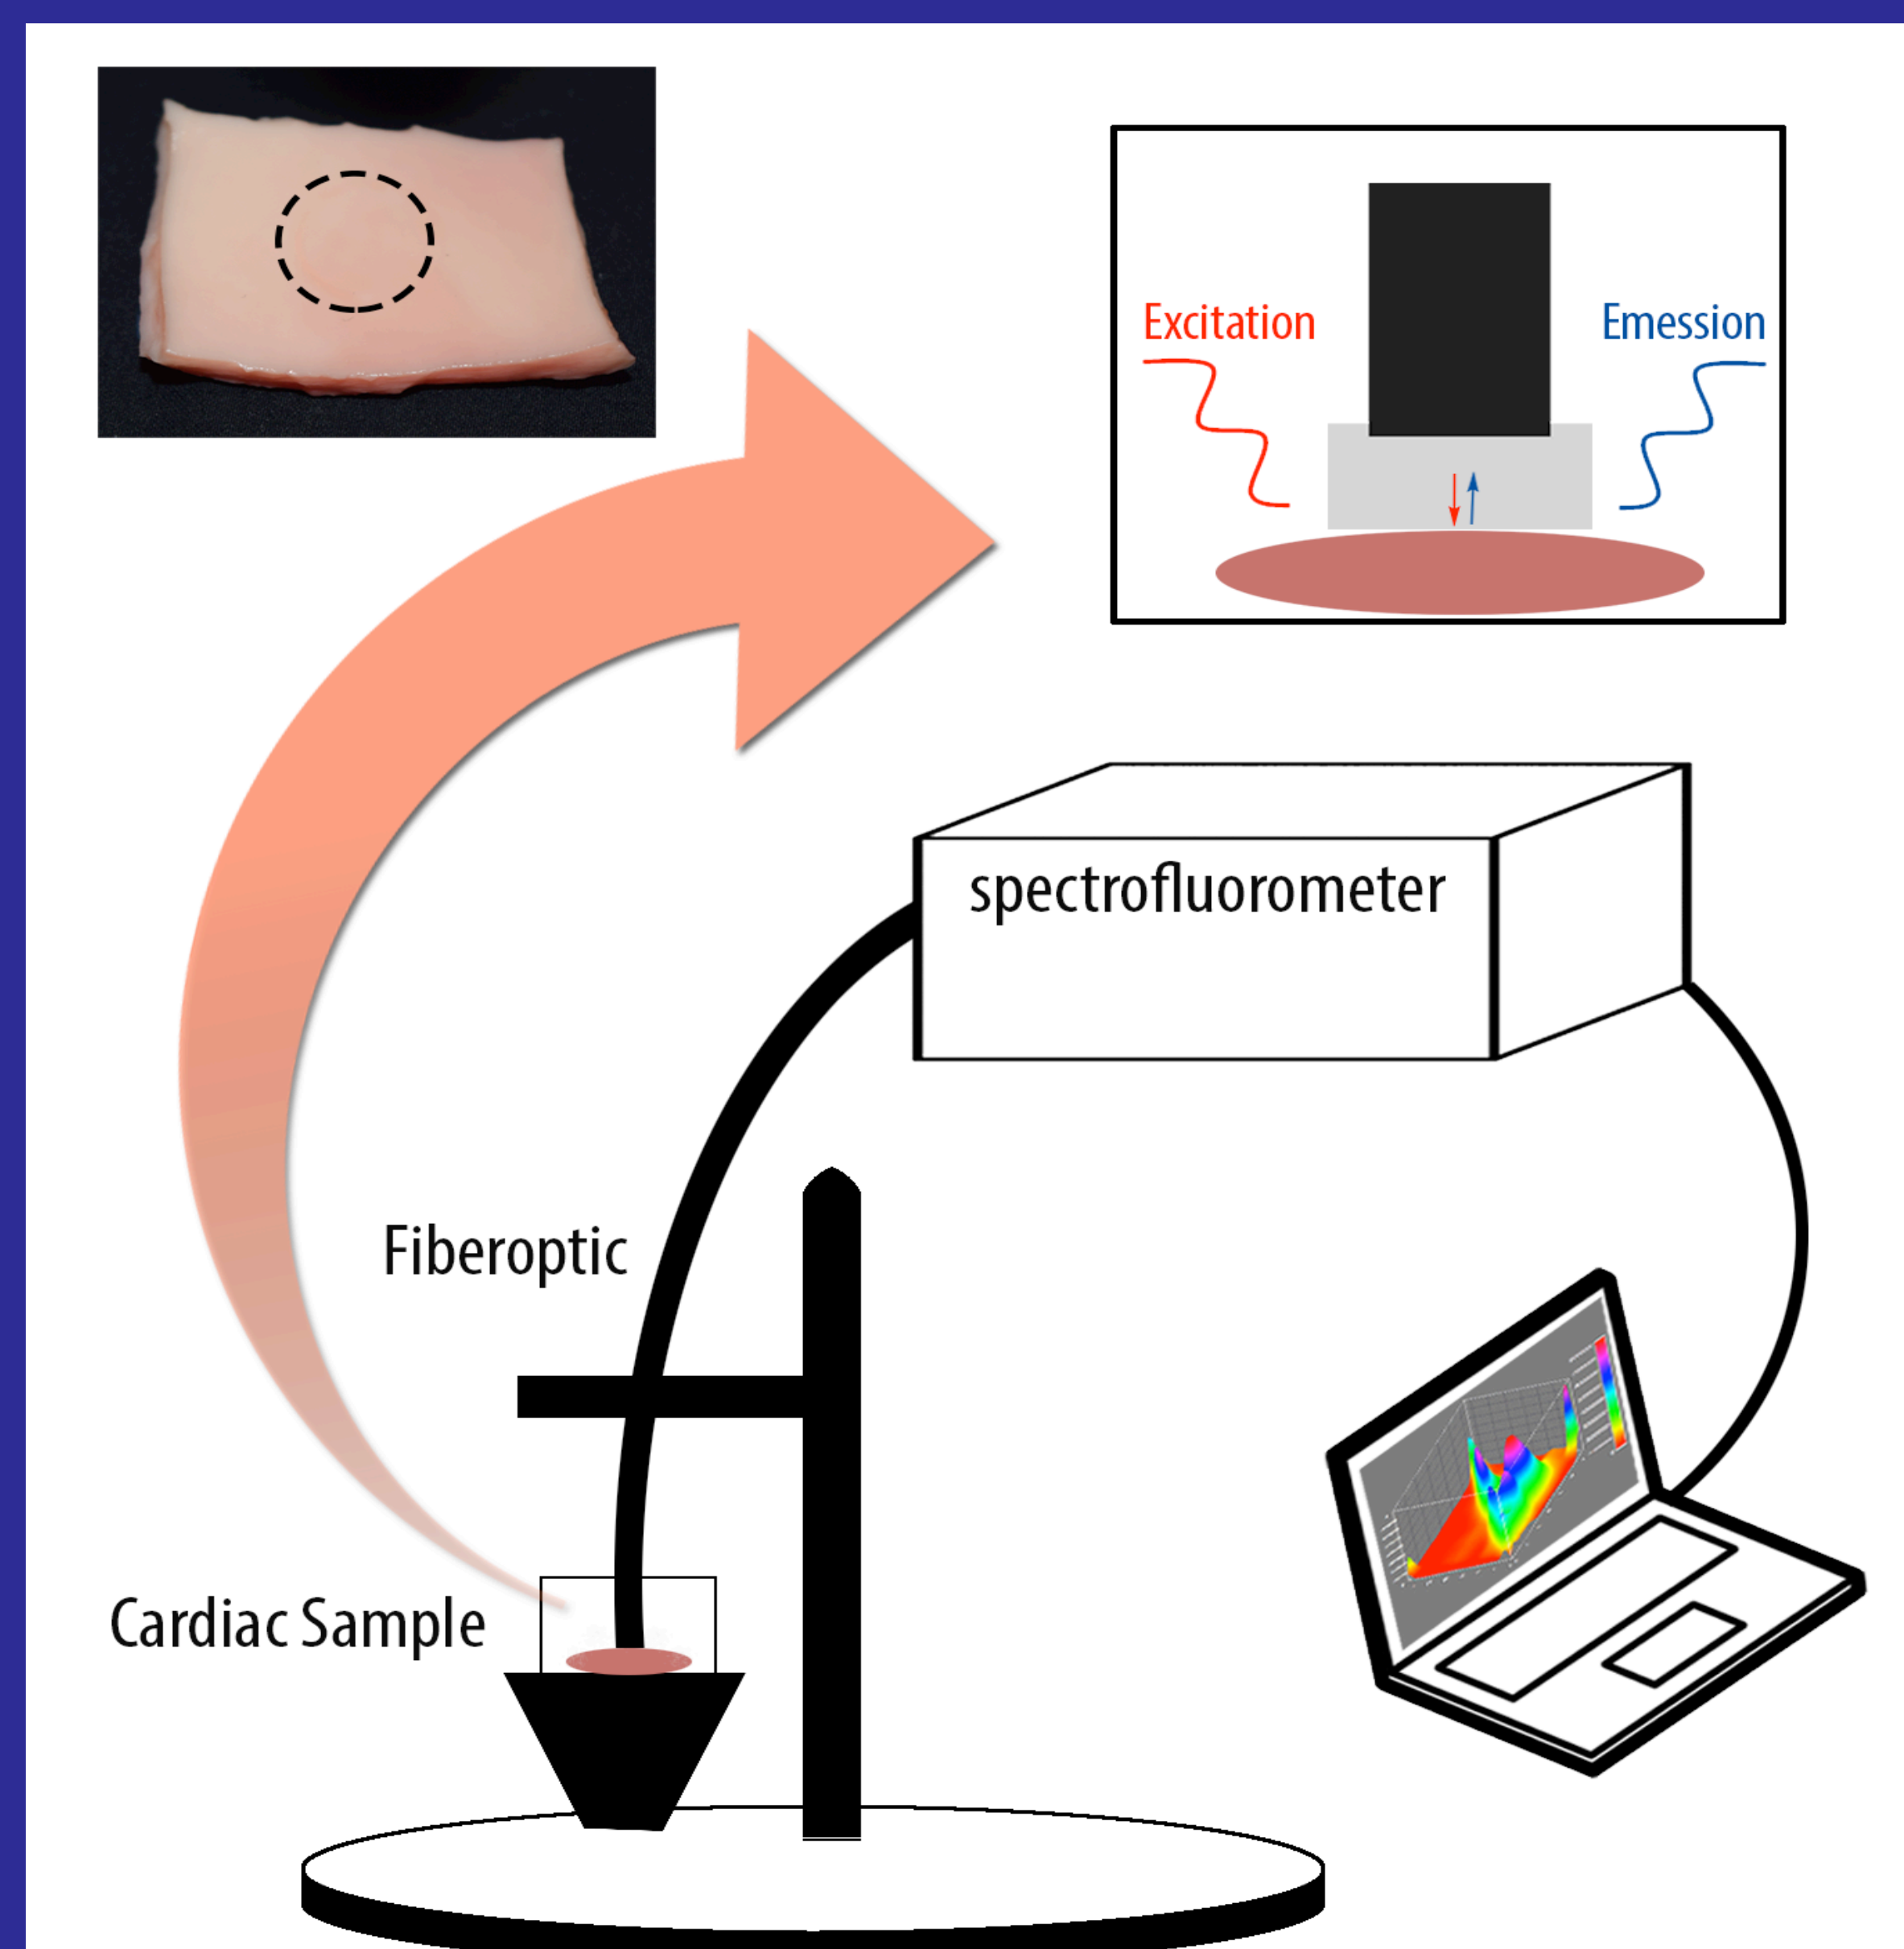 Excitation
Emession
spectrofluorometer
Fiberoptic
Cardiac Sample